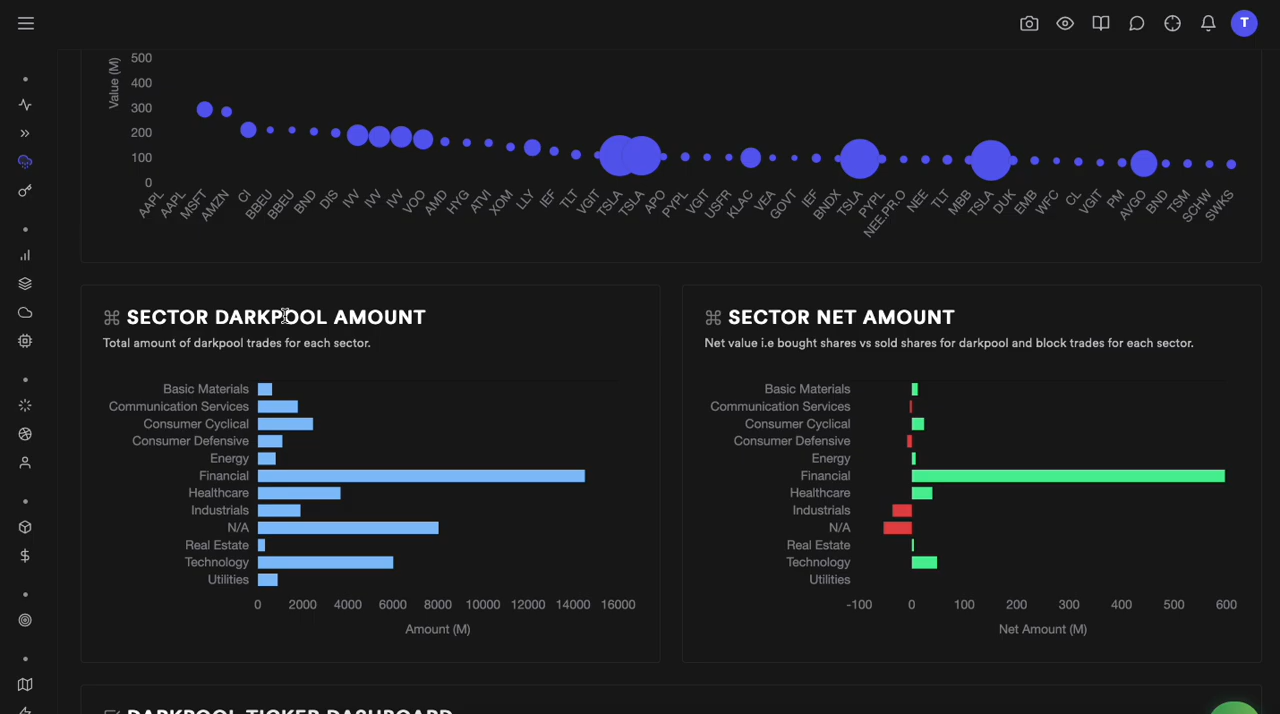 T
Value (M)
500
400
300
200
100
0
AAPL AAPL MSFT AMZN CI BBEU BBEU BND DIS IVV IVV IVV VOO AMD HYG ATVI XOM LLY IEF TLT VGIT TSLA TSLA APO PYPL VGIT USFR KLAC VEA GOVT IEF BNDX TSLA PYPL NEE.PR.O NEE TLT MBB TSLA DUK EMB WFC CL VGIT PM AVGO BND TSM SCHW SWKS
SECTOR DARKPOOL AMOUNT
Total amount of darkpool trades for each sector.
Basic Materials
Communication Services
Consumer Cyclical
Consumer Defensive
Energy
Financial
Healthcare
Industrials
N/A
Real Estate
Technology
Utilities
0 2000 4000 6000 8000 10000 12000 14000 16000
Amount (M)
SECTOR NET AMOUNT
Net value i.e bought shares vs sold shares for darkpool and block trades for each sector.
Basic Materials
Communication Services
Consumer Cyclical
Consumer Defensive
Energy
Financial
Healthcare
Industrials
N/A
Real Estate
Technology
Utilities
-100 0 100 200 300 400 500 600
Net Amount (M)
DARKPOOL TICKER DASHBOARD